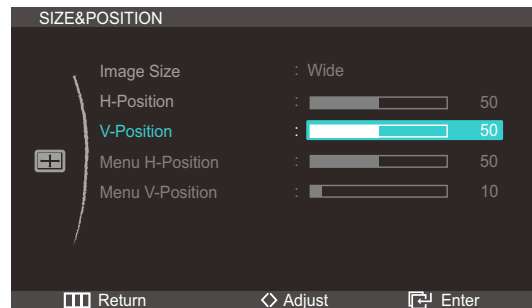 SIZE&POSITION
Image Size : Wide
H-Position : 50
V-Position : 50
Menu H-Position : 50
Menu V-Position : 10
Return Adjust Enter